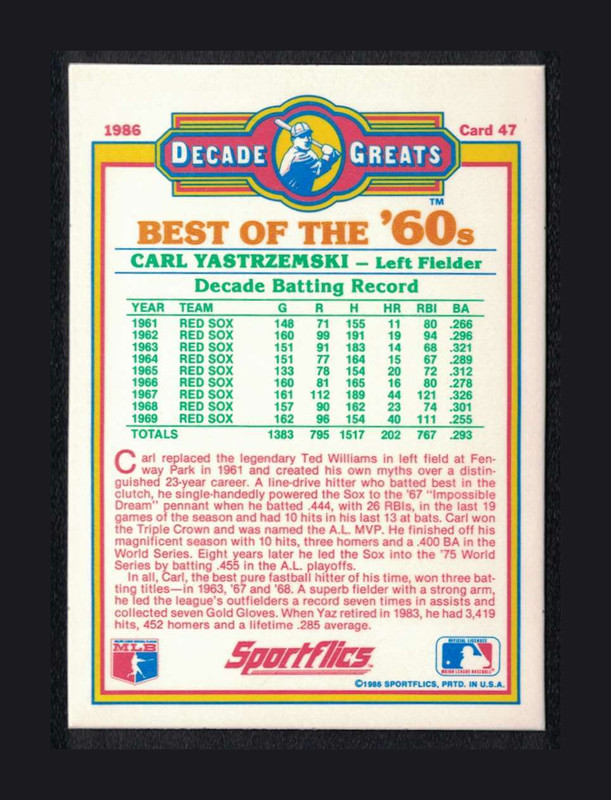 1986
Card 47
DECADE GREATS
TM
BEST OF THE '60s
CARL YASTRZEMSKI – Left Fielder
Decade Batting Record
YEAR TEAM G R H HR RBI BA
1961 RED SOX 148 71 155 11 80 .266
1962 RED SOX 160 99 191 19 94 .296
1963 RED SOX 151 91 183 14 68 .321
1964 RED SOX 151 77 164 15 67 .289
1965 RED SOX 133 78 154 20 72 .312
1966 RED SOX 160 81 165 16 80 .278
1967 RED SOX 161 112 189 44 121 .326
1968 RED SOX 157 90 162 23 74 .301
1969 RED SOX 162 96 154 40 111 .255
TOTALS 1383 795 1517 202 767 .293
Carl replaced the legendary Ted Williams in left field at Fen-
way Park in 1961 and created his own myths over a distin-
guished 23-year career. A line-drive hitter who batted best in the
clutch, he single-handedly powered the Sox to the '67 "Impossible
Dream" pennant when he batted .444, with 26 RBIs, in the last 19
games of the season and had 10 hits in his last 13 at bats. Carl won
the Triple Crown and was named the A.L. MVP. He finished off his
magnificent season with 10 hits, three homers and a .400 BA in the
World Series. Eight years later he led the Sox into the '75 World
Series by batting .455 in the A.L. playoffs.
In all, Carl, the best pure fastball hitter of his time, won three bat-
ting titles—in 1963, '67 and '68. A superb fielder with a strong arm,
he led the league's outfielders a record seven times in assists and
collected seven Gold Gloves. When Yaz retired in 1983, he had 3,419
hits, 452 homers and a lifetime .285 average.
MAJOR LEAGUE BASEBALL PLAYERS
MLB
Sportflics
OFFICIAL LICENSEE
MAJOR LEAGUE BASEBALL
©1986 SPORTFLICS, PRTD. IN U.S.A.